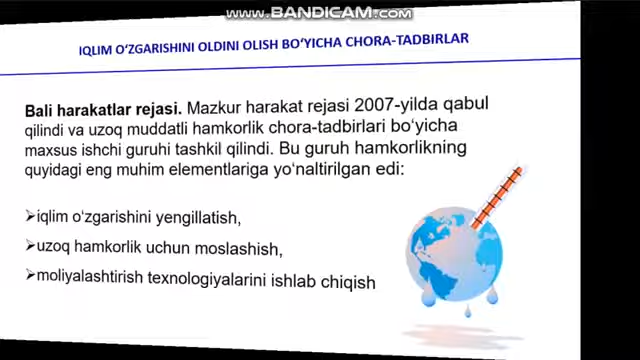 www.BANDICAM.com
IQLIM O‘ZGARISHINI OLDINI OLISH BO‘YICHA CHORA-TADBIRLAR
Bali harakatlar rejasi. Mazkur harakat rejasi 2007-yilda qabul
qilindi va uzoq muddatli hamkorlik chora-tadbirlari bo‘yicha
maxsus ishchi guruhi tashkil qilindi. Bu guruh hamkorlikning
quyidagi eng muhim elementlariga yo‘naltirilgan edi:
➢iqlim o‘zgarishini yengillatish,
➢uzoq hamkorlik uchun moslashish,
➢moliyalashtirish texnologiyalarini ishlab chiqish